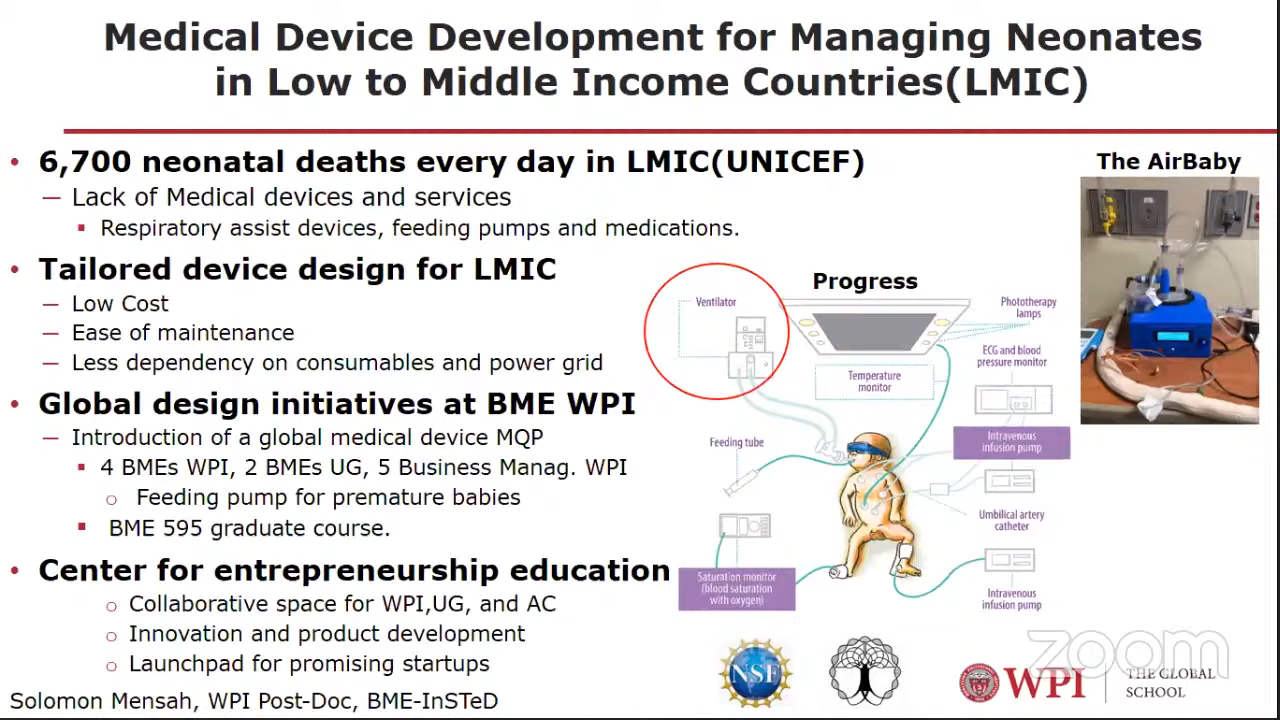 Medical Device Development for Managing Neonates
in Low to Middle Income Countries(LMIC)
• 6,700 neonatal deaths every day in LMIC(UNICEF)
— Lack of Medical devices and services
▪ Respiratory assist devices, feeding pumps and medications.
• Tailored device design for LMIC
— Low Cost
— Ease of maintenance
— Less dependency on consumables and power grid
• Global design initiatives at BME WPI
— Introduction of a global medical device MQP
▪ 4 BMEs WPI, 2 BMEs UG, 5 Business Manag. WPI
○ Feeding pump for premature babies
▪ BME 595 graduate course.
• Center for entrepreneurship education
○ Collaborative space for WPI,UG, and AC
○ Innovation and product development
○ Launchpad for promising startups
Solomon Mensah, WPI Post-Doc, BME-InSTeD
The AirBaby
Progress
Ventilator
Phototherapy
lamps
ECG and blood
pressure monitor
Temperature
monitor
Feeding tube
Intravenous
infusion pump
Umbilical artery
catheter
Saturation monitor
(blood saturation
with oxygen)
Intravenous
infusion pump
NSF
WPI
THE GLOBAL
SCHOOL
zoom